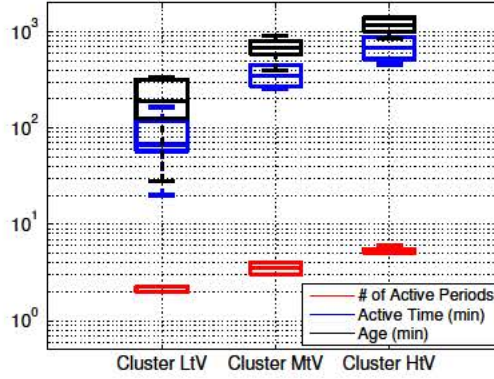 10³
10²
10¹
10⁰
# of Active Periods
Active Time (min)
Age (min)
Cluster LtV Cluster MtV Cluster HtV